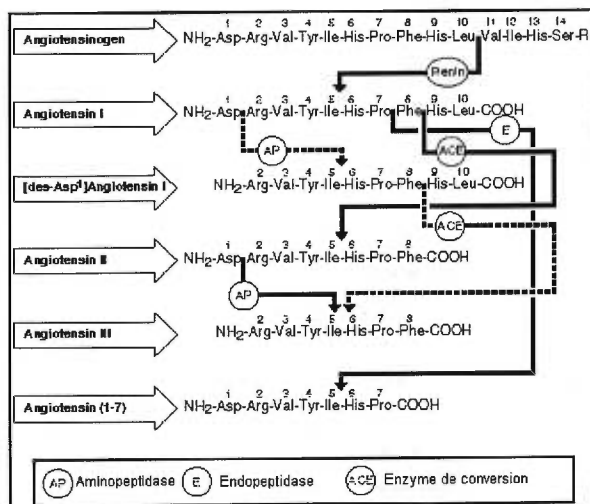 1 2 3 4 5 6 7 8 9 10 11 12 13 14
Angiotensinogen NH2-Asp-Arg-Val-Tyr-Ile-His-Pro-Phe-His-Leu Val-Ile-His-Ser-R
Renin
1 2 3 4 5 6 7 8 9 10
Angiotensin I NH2-Asp Arg-Val-Tyr-Ile-His-Pro Phe His-Leu-COOH
E
AP ACE
2 3 4 5 6 7 8 9 10
[des-Asp1]Angiotensin I NH2-Arg-Val-Tyr-Ile-His-Pro-Phe-His-Leu-COOH
ACE
1 2 3 4 5 6 7 8
Angiotensin II NH2-Asp-Arg-Val-Tyr-Ile-His-Pro-Phe-COOH
AP
2 3 4 5 6 7 8
Angiotensin III NH2-Arg-Val-Tyr-Ile-His-Pro-Phe-COOH
1 2 3 4 5 6 7
Angiotensin (1-7) NH2-Asp-Arg-Val-Tyr-Ile-His-Pro-COOH
AP Aminopeptidase E Endopeptidase ACE Enzyme de conversion